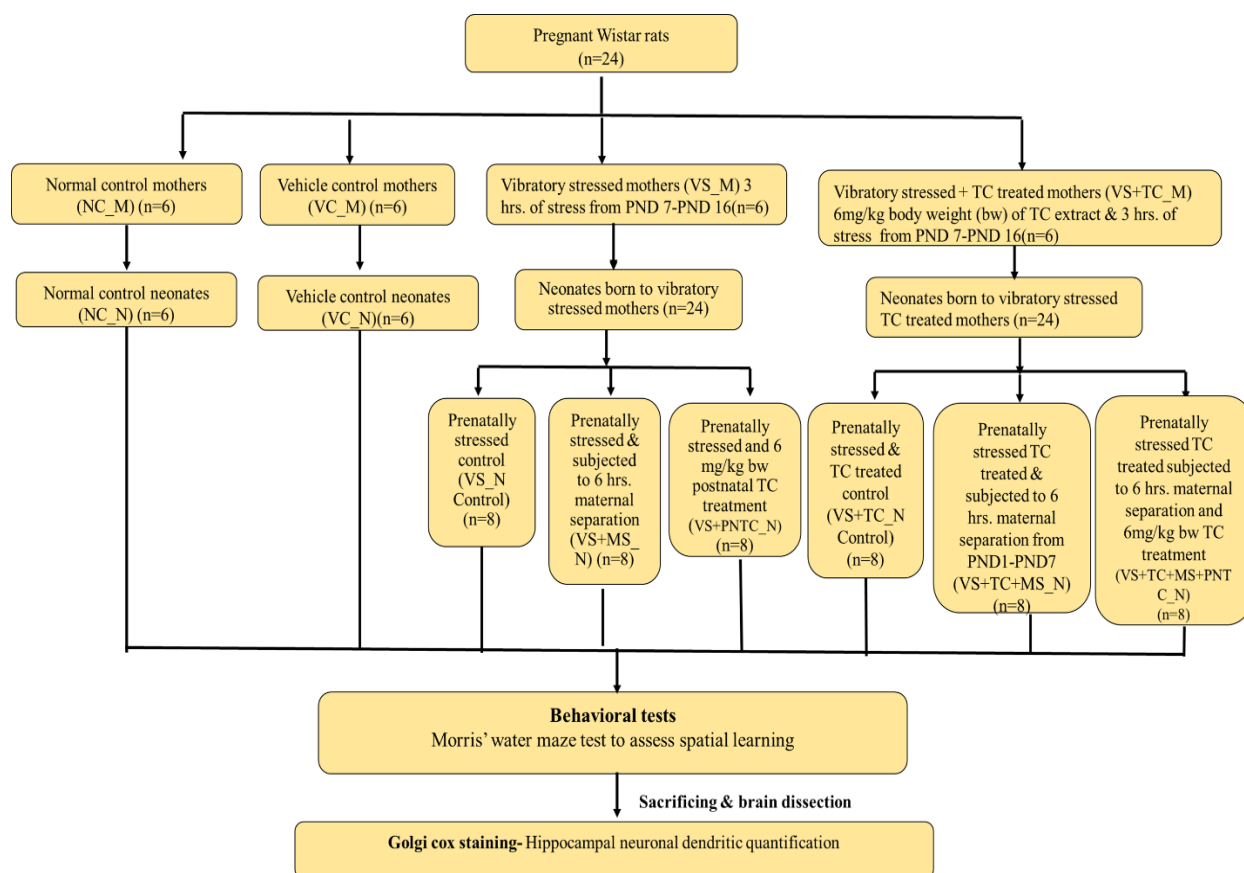 Pregnant Wistar rats
(n=24)
Normal control mothers
(NC_M) (n=6)
Vehicle control mothers
(VC_M) (n=6)
Vibratory stressed mothers (VS_M) 3
hrs. of stress from PND 7-PND 16(n=6)
Vibratory stressed + TC treated mothers (VS+TC_M)
6mg/kg body weight (bw) of TC extract & 3 hrs. of
stress from PND 7-PND 16(n=6)
Normal control neonates
(NC_N) (n=6)
Vehicle control neonates
(VC_N)(n=6)
Neonates born to vibratory
stressed mothers (n=24)
Neonates born to vibratory stressed
TC treated mothers (n=24)
Prenatally
stressed
control
(VS_N
Control)
(n=8)
Prenatally
stressed &
subjected
to 6 hrs.
maternal
separation
(VS+MS_
N) (n=8)
Prenatally
stressed and 6
mg/kg bw
postnatal TC
treatment
(VS+PNTC_N)
(n=8)
Prenatally
stressed &
TC treated
control
(VS+TC_N
Control)
(n=8)
Prenatally
stressed TC
treated &
subjected to 6
hrs. maternal
separation from
PND1-PND7
(VS+TC+MS_N)
(n=8)
Prenatally
stressed TC
treated subjected
to 6 hrs. maternal
separation and
6mg/kg bw TC
treatment
(VS+TC+MS+PNT
C_N)
(n=8)
Behavioral tests
Morris’ water maze test to assess spatial learning
Sacrificing & brain dissection
Golgi cox staining- Hippocampal neuronal dendritic quantification